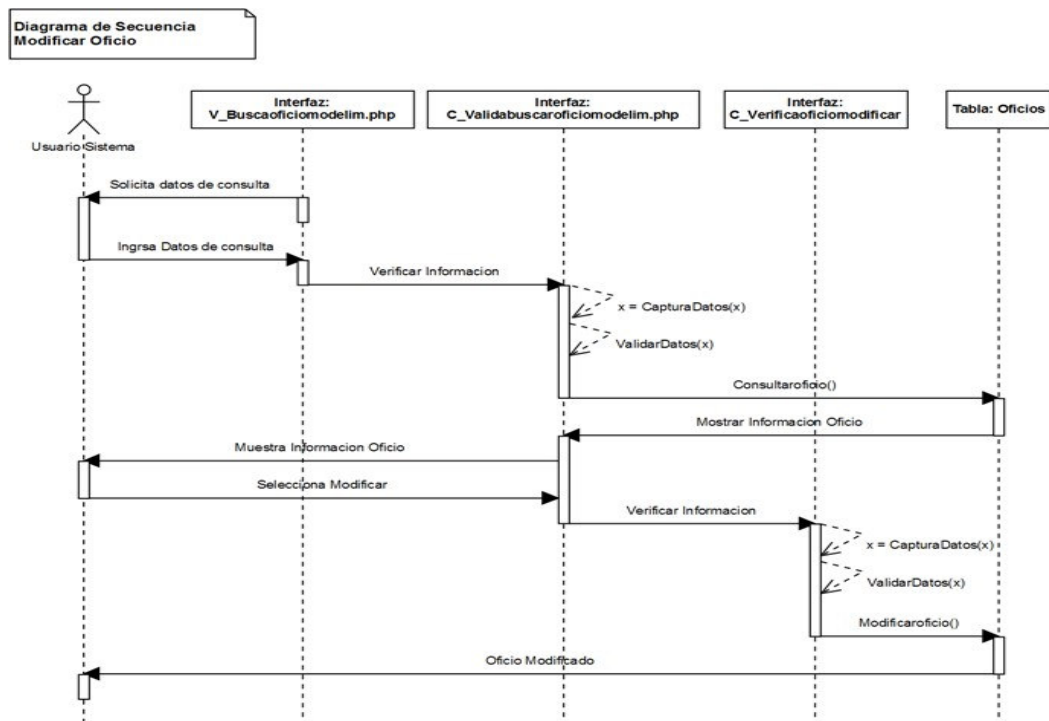 Diagrama de Secuencia
Modificar Oficio
Usuario Sistema
Interfaz:
V_Buscaoficiomodelim.php
Interfaz:
C_Validabuscaroficiomodelim.php
Interfaz:
C_Verificaoficiomodificar
Tabla: Oficios
Solicita datos de consulta
Ingrsa Datos de consulta
Verificar Informacion
x = CapturaDatos(x)
ValidarDatos(x)
Consultaroficio()
Mostrar Informacion Oficio
Muestra Informacion Oficio
Selecciona Modificar
Verificar Informacion
x = CapturaDatos(x)
ValidarDatos(x)
Modificaroficio()
Oficio Modificado